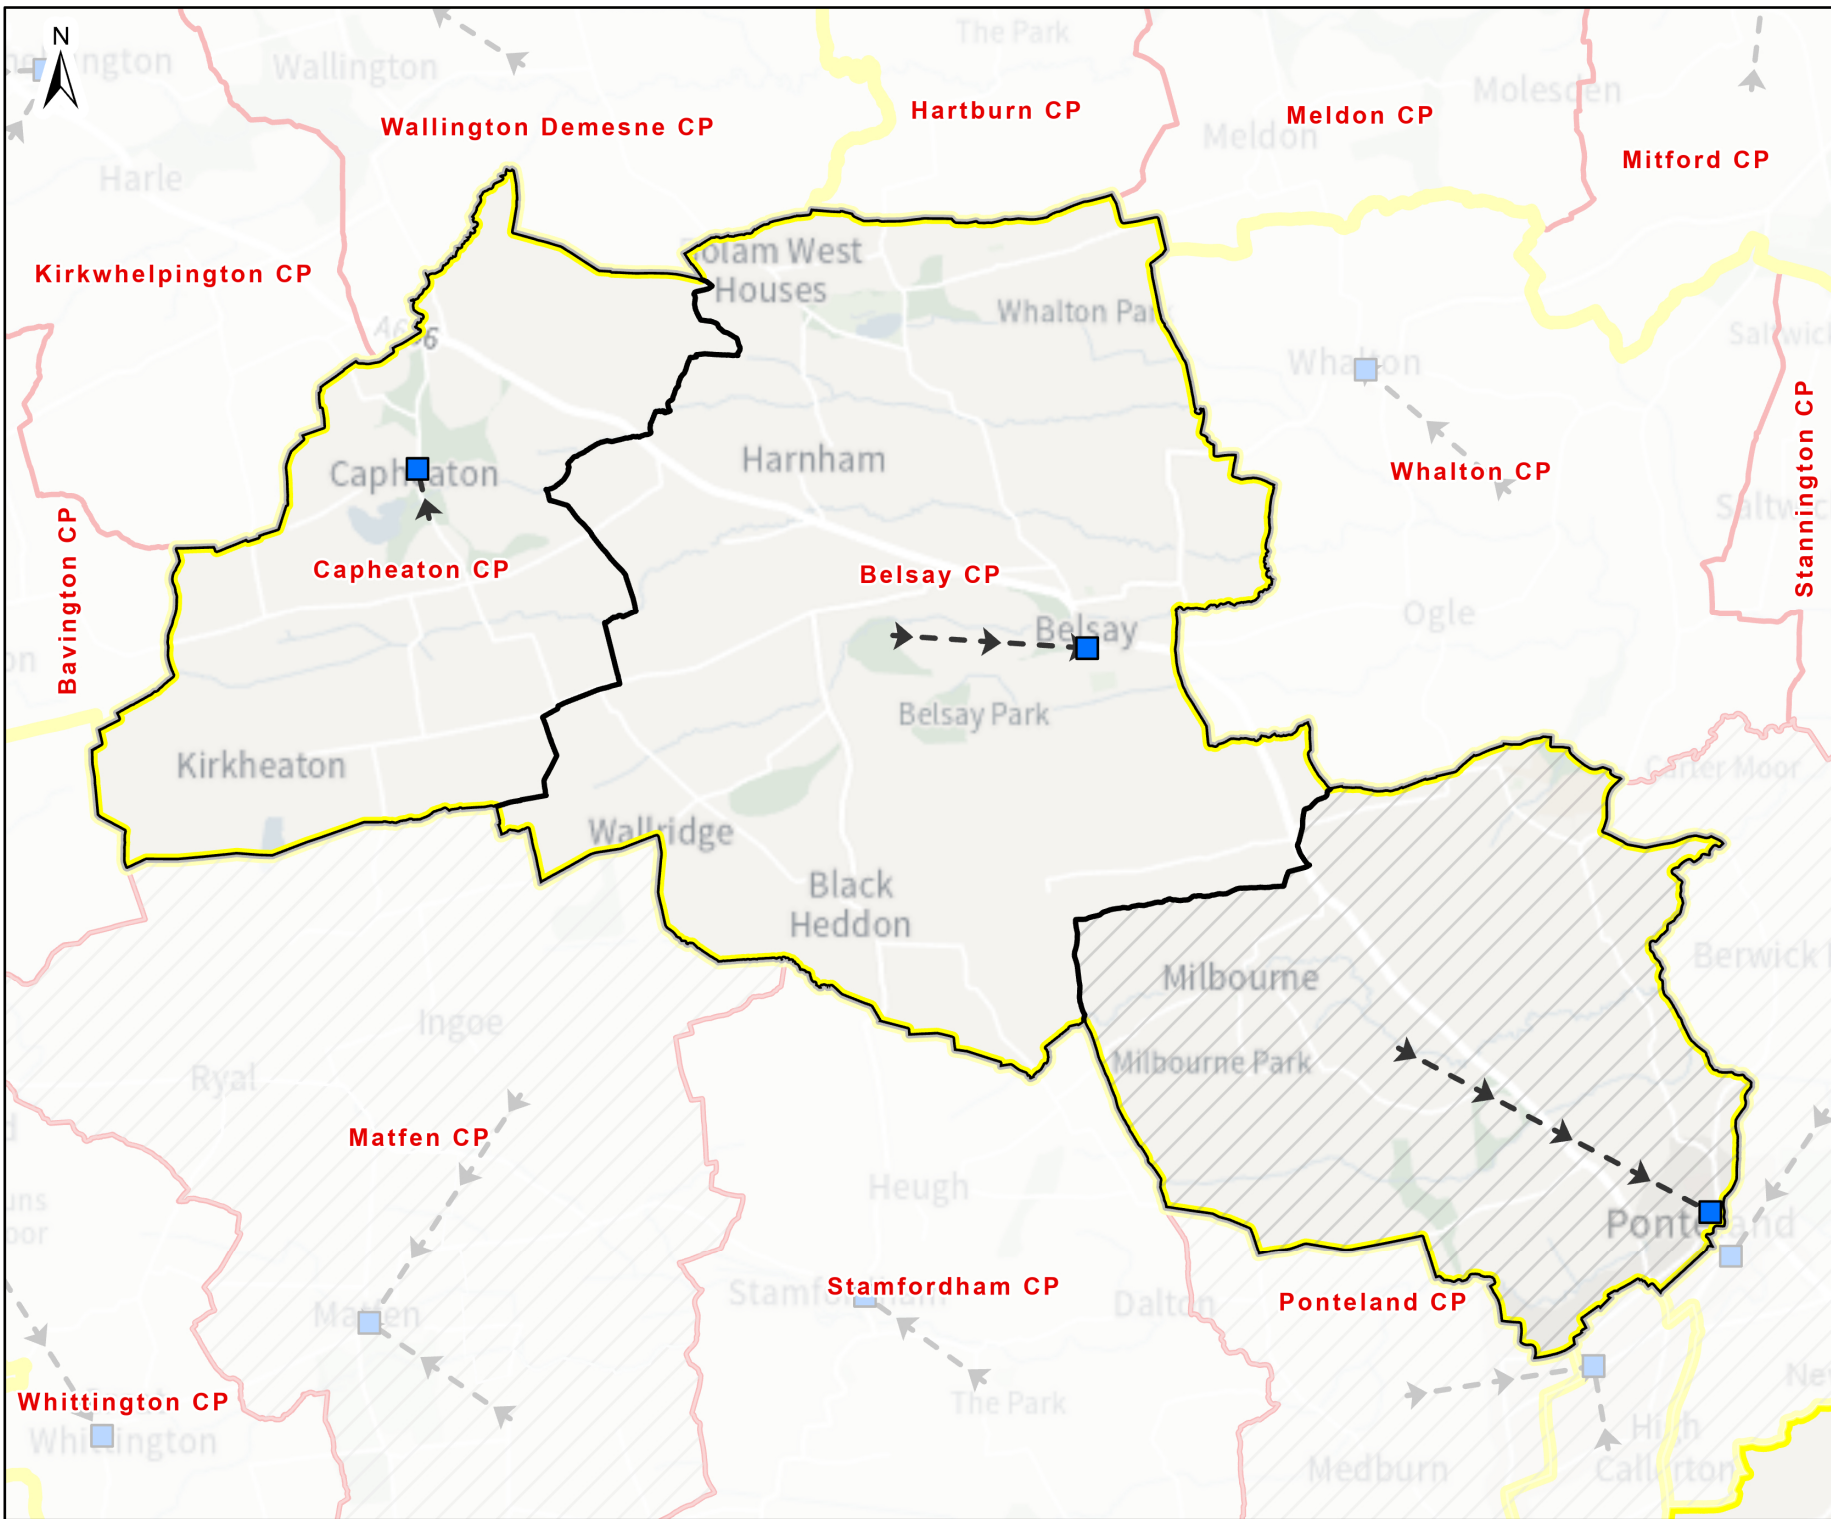 N
Wallington
The Park
Molesden
Hartburn CP
Meldon CP
Wallington Demesne CP
Meldon
Mitford CP
Harle
Kirkwhelpington CP
West
Houses
Whalton
Whalton
Stannington CP
Harnham
Capheaton
Whalton CP
Bavington CP
Capheaton CP
Belsay CP
Ogle
Belsay
Belsay Park
Kirkheaton
Carter Moor
Wallridge
Black
Heddon
Milbourne
Berwick
Ingoe
Milbourne Park
Ryal
Matfen CP
Heugh
Ponteland
Stamfordham CP
Stamfordham
Dalton
Ponteland CP
Matfen
Whittington CP
The Park
Whittington
High
Callerton
Medburn